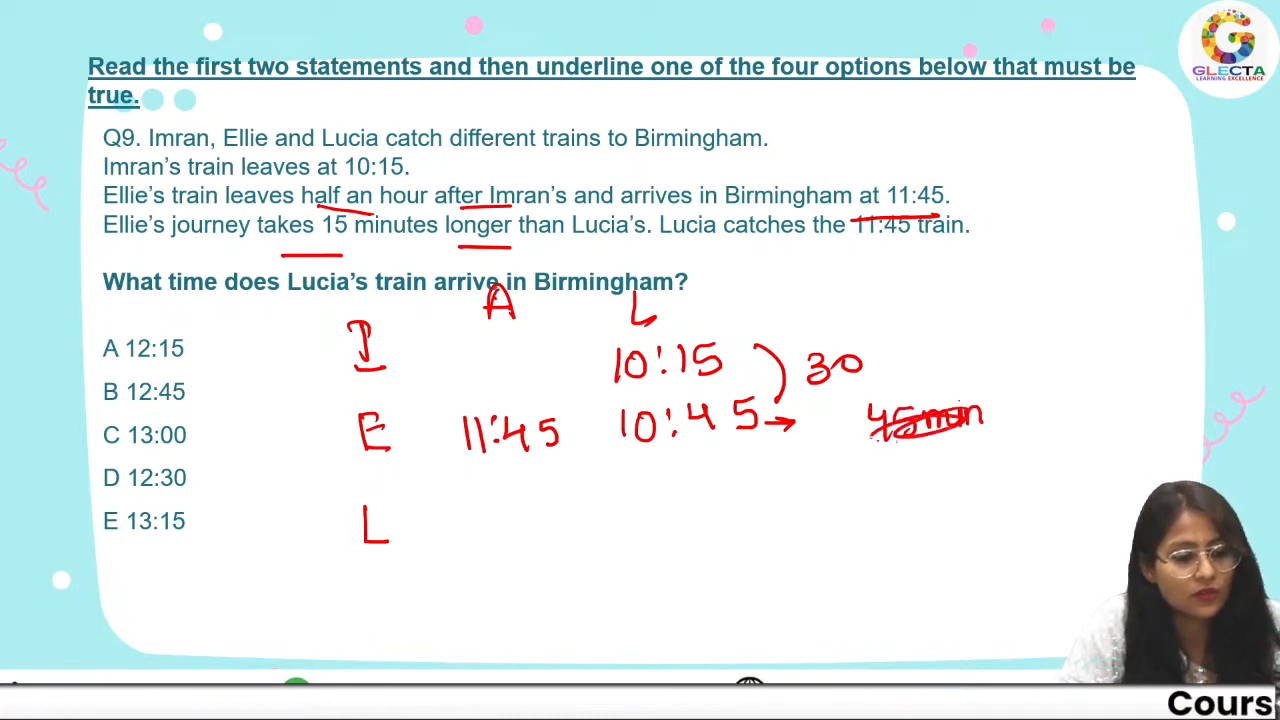 Read the first two statements and then underline one of the four options below that must be
true.
GLECTA
LEARNING EXCELLENCE
Q9. Imran, Ellie and Lucia catch different trains to Birmingham.
Imran's train leaves at 10:15.
Ellie's train leaves half an hour after Imran's and arrives in Birmingham at 11:45.
Ellie's journey takes 15 minutes longer than Lucia's. Lucia catches the 11:45 train.
What time does Lucia's train arrive in Birmingham?
A L
A 12:15
I 10:15 30
B 12:45
E 11:45 10:45 → 45min
C 13:00
D 12:30
L
E 13:15
Cours